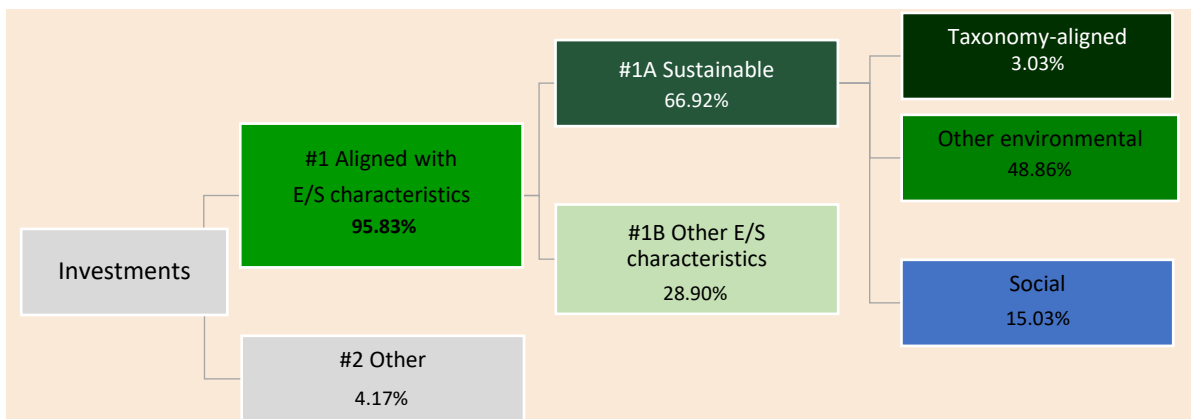 Investments
#1 Aligned with
E/S characteristics
95.83%
#2 Other
4.17%
#1A Sustainable
66.92%
#1B Other E/S
characteristics
28.90%
Taxonomy-aligned
3.03%
Other environmental
48.86%
Social
15.03%